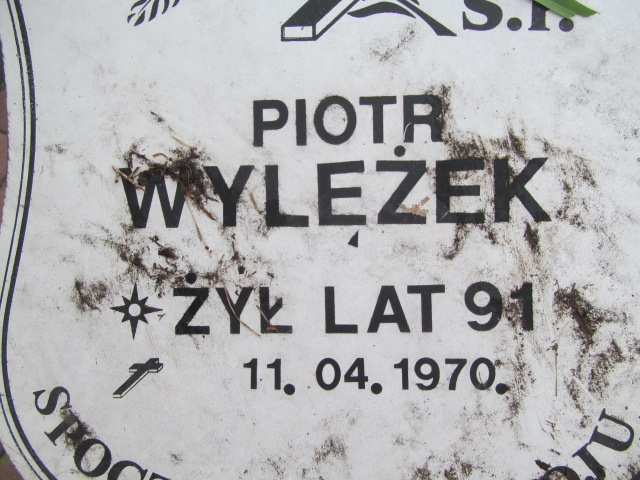 Ś.P.
PIOTR
WYLĘŻEK
ŻYŁ LAT 91
11. 04. 1970.